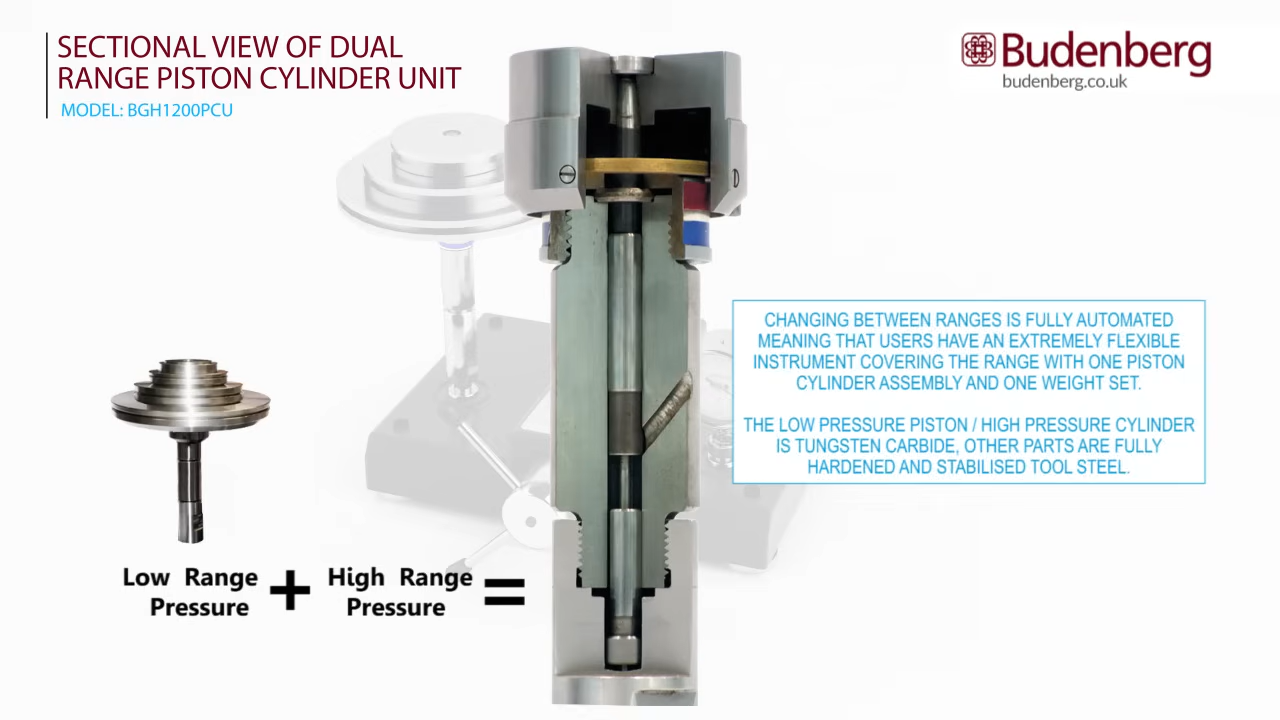 SECTIONAL VIEW OF DUAL
RANGE PISTON CYLINDER UNIT
MODEL: BGH1200PCU
Budenberg
budenberg.co.uk
CHANGING BETWEEN RANGES IS FULLY AUTOMATED
MEANING THAT USERS HAVE AN EXTREMELY FLEXIBLE
INSTRUMENT COVERING THE RANGE WITH ONE PISTON
CYLINDER ASSEMBLY AND ONE WEIGHT SET.
THE LOW PRESSURE PISTON / HIGH PRESSURE CYLINDER
IS TUNGSTEN CARBIDE, OTHER PARTS ARE FULLY
HARDENED AND STABILISED TOOL STEEL.
Low Range + High Range =
Pressure Pressure